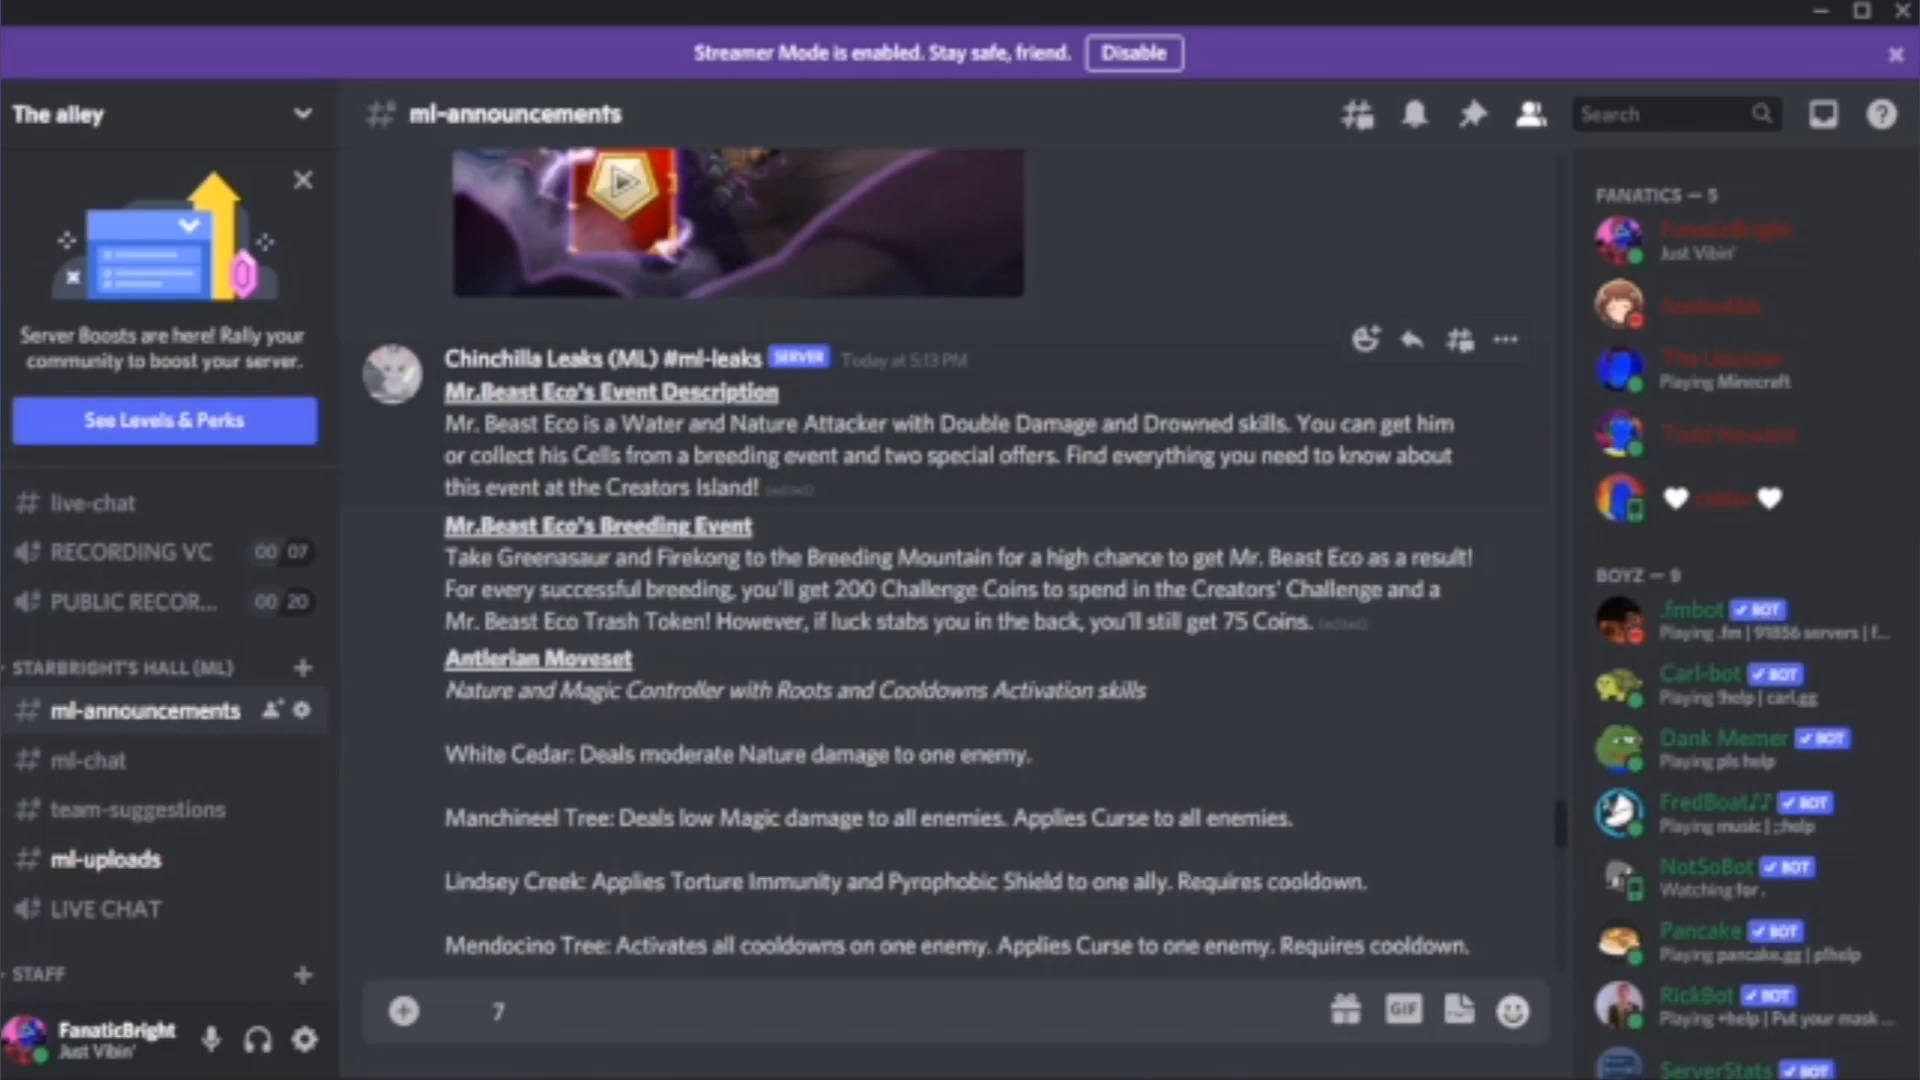 Streamer Mode is enabled. Stay safe, friend. Disable
The alley
ml-announcements
Search
Server Boosts are here! Rally your
community to boost your server.
See Levels & Perks
live-chat
RECORDING VC 00 07
PUBLIC RECOR... 00 20
STARBRIGHT'S HALL (ML)
ml-announcements
ml-chat
team-suggestions
ml-uploads
LIVE CHAT
STAFF
FanaticBright
Just Vibin'
Chinchilla Leaks (ML) #ml-leaks SERVER Today at 5:13 PM
Mr.Beast Eco's Event Description
Mr. Beast Eco is a Water and Nature Attacker with Double Damage and Drowned skills. You can get him
or collect his Cells from a breeding event and two special offers. Find everything you need to know about
this event at the Creators Island! (edited)
Mr.Beast Eco's Breeding Event
Take Greenasaur and Firekong to the Breeding Mountain for a high chance to get Mr. Beast Eco as a result!
For every successful breeding, you'll get 200 Challenge Coins to spend in the Creators' Challenge and a
Mr. Beast Eco Trash Token! However, if luck stabs you in the back, you'll still get 75 Coins. (edited)
Antlerian Moveset
Nature and Magic Controller with Roots and Cooldowns Activation skills
White Cedar: Deals moderate Nature damage to one enemy.
Manchineel Tree: Deals low Magic damage to all enemies. Applies Curse to all enemies.
Lindsey Creek: Applies Torture Immunity and Pyrophobic Shield to one ally. Requires cooldown.
Mendocino Tree: Activates all cooldowns on one enemy. Applies Curse to one enemy. Requires cooldown.
7
GIF
FANATICS — 5
FanaticBright
Just Vibin'
Playing Minecraft
BOYZ — 9
.fmbot BOT
Playing .fm | 91856 servers | f...
Carl-bot BOT
Playing !help | carl.gg
Dank Memer BOT
Playing pls help
FredBoat♪♪ BOT
Playing music | ;;help
NotSoBot BOT
Watching for .
Pancake BOT
Playing pancake.gg | p!help
RickBot BOT
Playing +help | Put your mask ...
ServerStats BOT